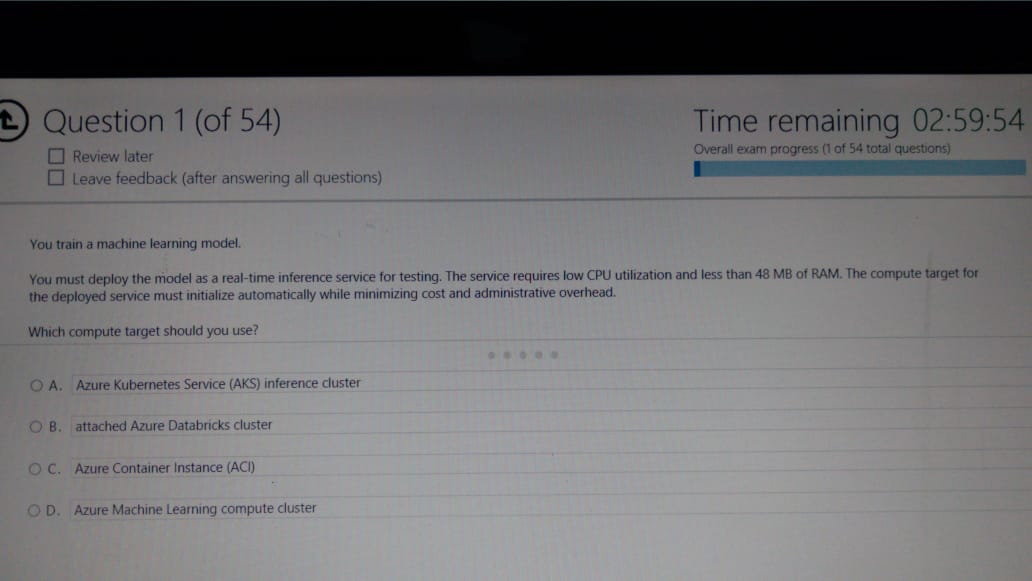 Question 1 (of 54)
Time remaining 02:59:54
Review later
Overall exam progress (1 of 54 total questions)
Leave feedback (after answering all questions)
You train a machine learning model.
You must deploy the model as a real-time inference service for testing. The service requires low CPU utilization and less than 48 MB of RAM. The compute target for
the deployed service must initialize automatically while minimizing cost and administrative overhead.
Which compute target should you use?
A. Azure Kubernetes Service (AKS) inference cluster
B. attached Azure Databricks cluster
C. Azure Container Instance (ACI)
D. Azure Machine Learning compute cluster